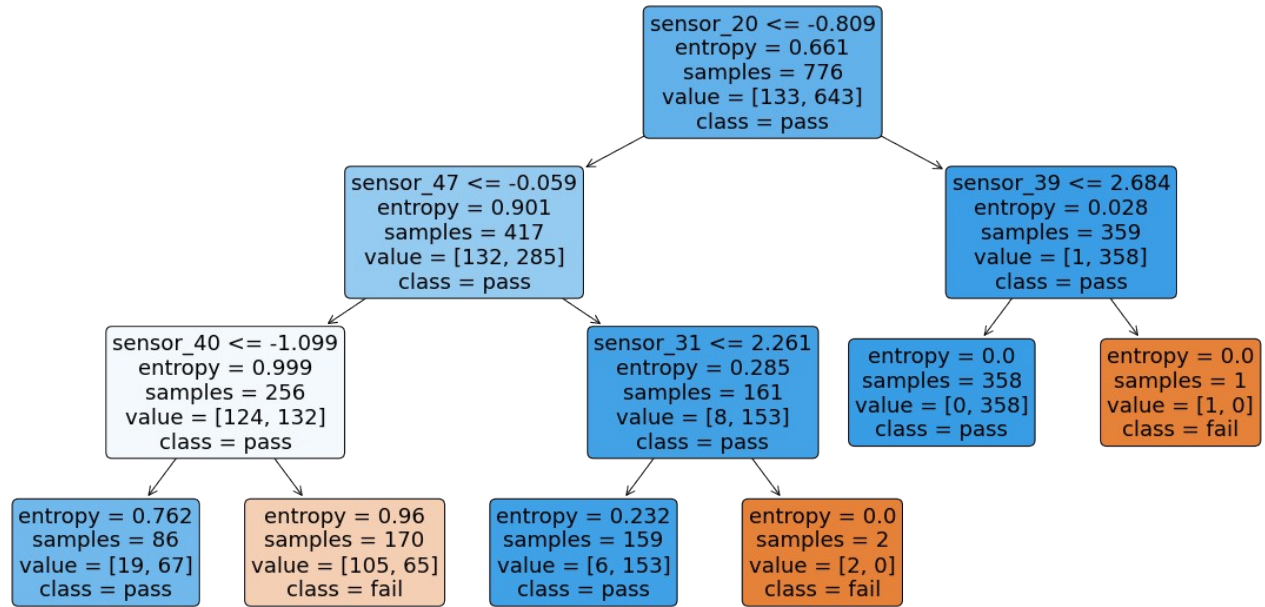 sensor_20 <= -0.809
entropy = 0.661
samples = 776
value = [133, 643]
class = pass
sensor_47 <= -0.059
entropy = 0.901
samples = 417
value = [132, 285]
class = pass
sensor_39 <= 2.684
entropy = 0.028
samples = 359
value = [1, 358]
class = pass
sensor_40 <= -1.099
entropy = 0.999
samples = 256
value = [124, 132]
class = pass
sensor_31 <= 2.261
entropy = 0.285
samples = 161
value = [8, 153]
class = pass
entropy = 0.0
samples = 358
value = [0, 358]
class = pass
entropy = 0.0
samples = 1
value = [1, 0]
class = fail
entropy = 0.762
samples = 86
value = [19, 67]
class = pass
entropy = 0.96
samples = 170
value = [105, 65]
class = fail
entropy = 0.232
samples = 159
value = [6, 153]
class = pass
entropy = 0.0
samples = 2
value = [2, 0]
class = fail